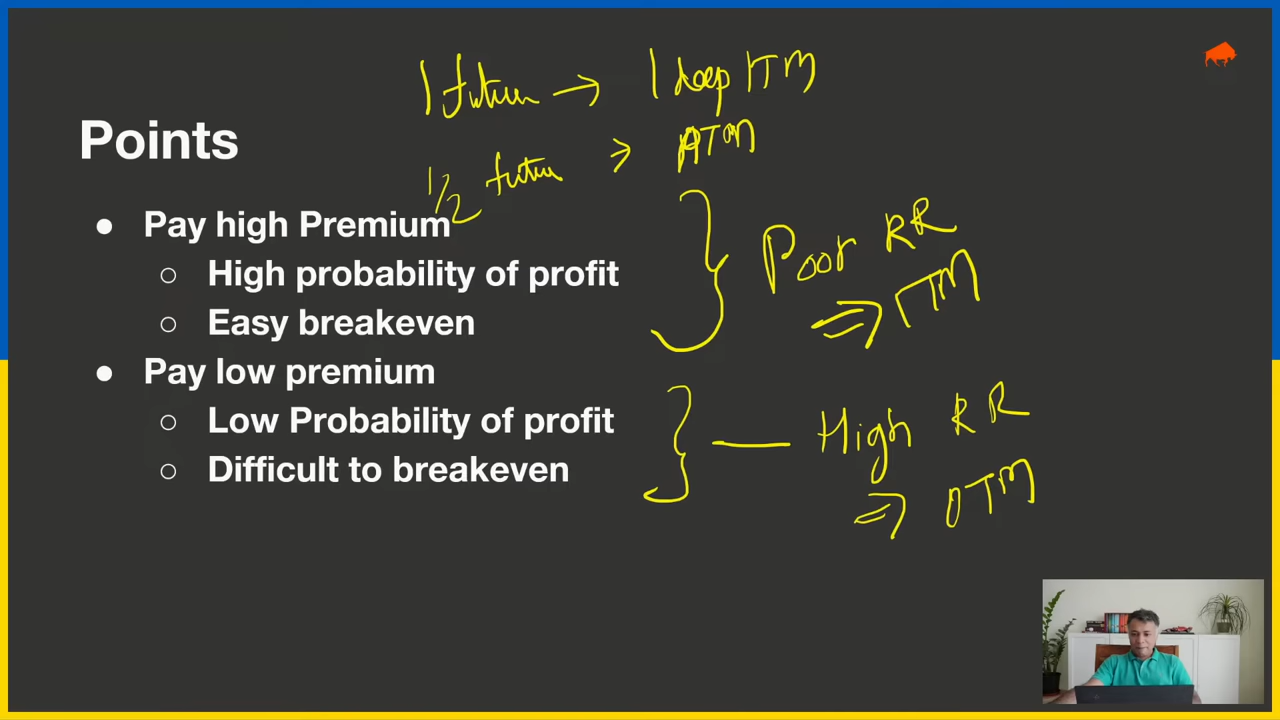 1 future → 1 deep ITM
1/2 future → ATM
Points
● Pay high Premium
○ High probability of profit
○ Easy breakeven
} Poor RR
⇒ ITM
● Pay low premium
○ Low Probability of profit
○ Difficult to breakeven
} — High RR
⇒ OTM